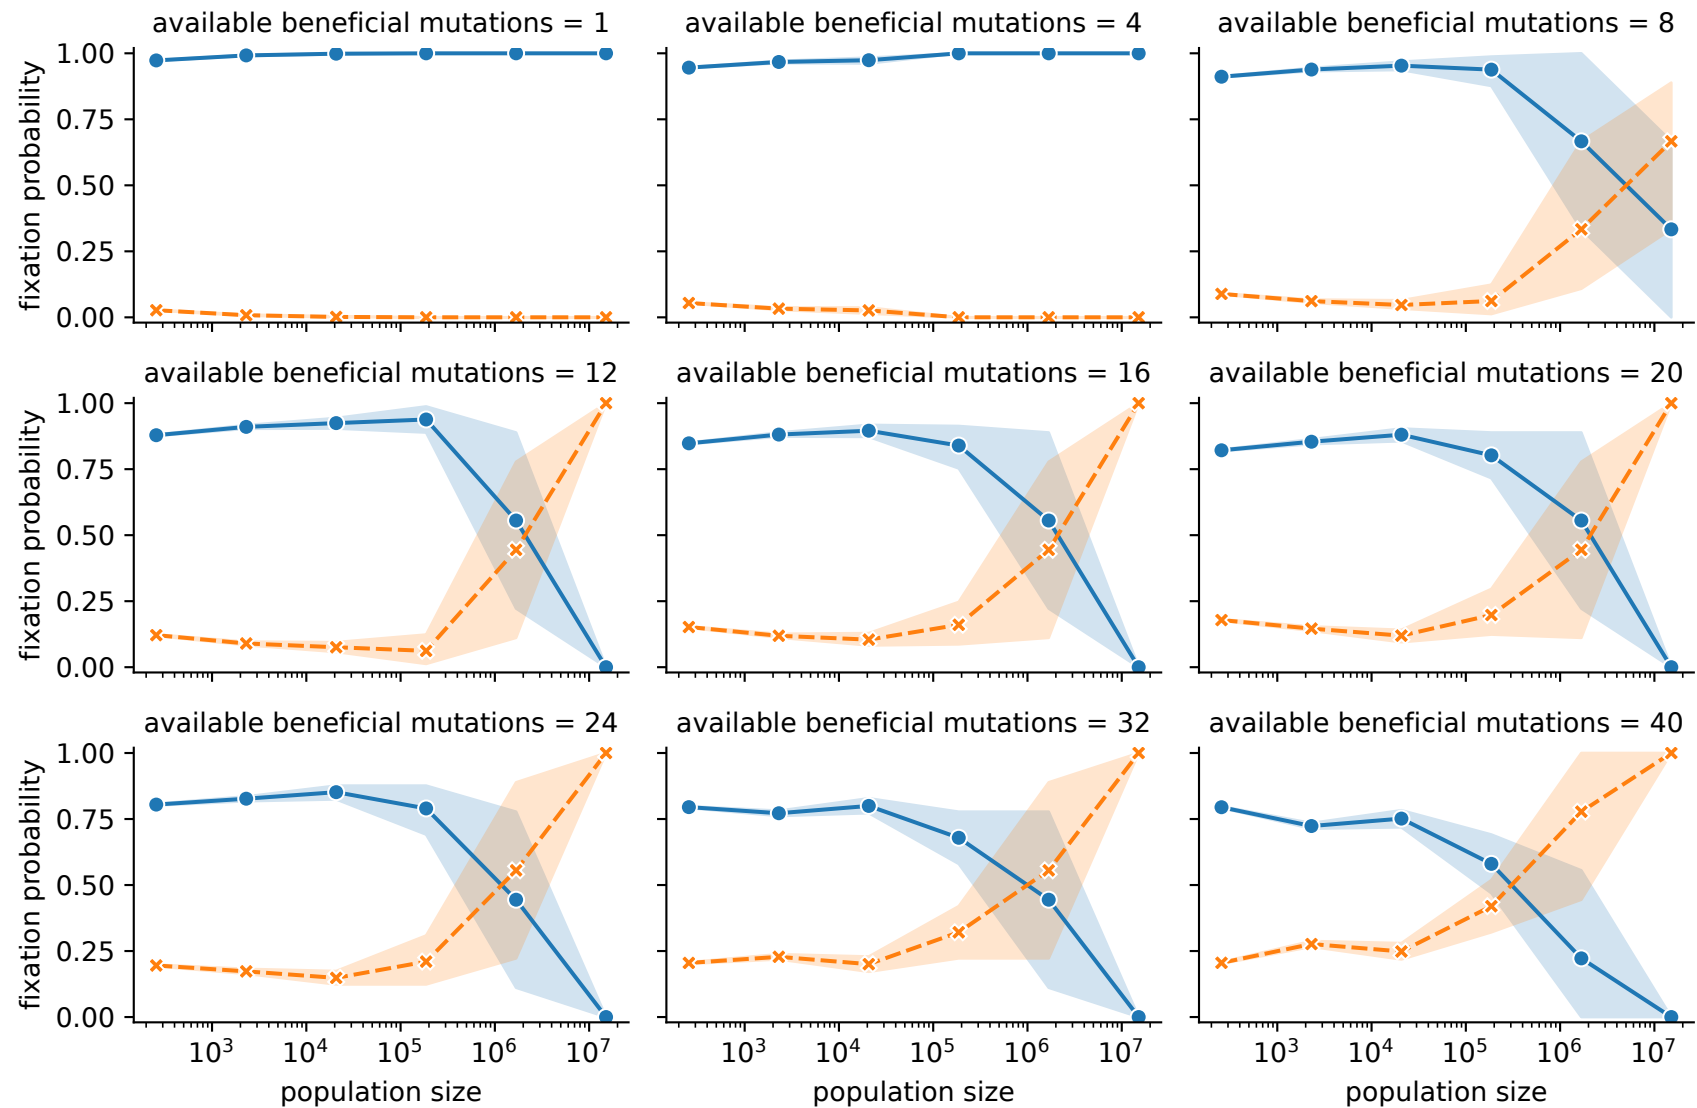 available beneficial mutations = 1
available beneficial mutations = 4
available beneficial mutations = 8
fixation probability
1.00
0.75
0.50
0.25
0.00
available beneficial mutations = 12
available beneficial mutations = 16
available beneficial mutations = 20
fixation probability
1.00
0.75
0.50
0.25
0.00
available beneficial mutations = 24
available beneficial mutations = 32
available beneficial mutations = 40
fixation probability
1.00
0.75
0.50
0.25
0.00
10³ 10⁴ 10⁵ 10⁶ 10⁷
10³ 10⁴ 10⁵ 10⁶ 10⁷
10³ 10⁴ 10⁵ 10⁶ 10⁷
population size
population size
population size